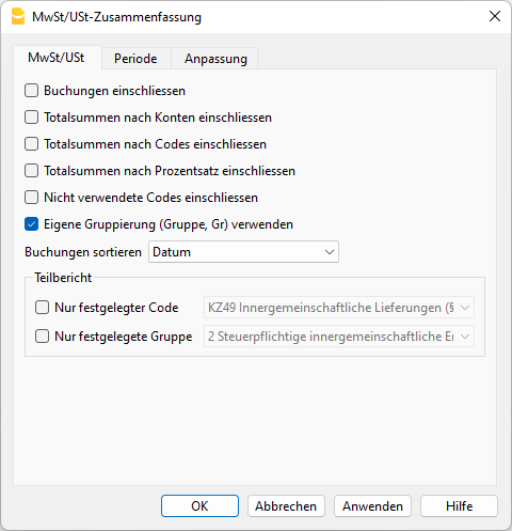 MwSt/USt-Zusammenfassung
MwSt/USt Periode Anpassung
Buchungen einschliessen
Totalsummen nach Konten einschliessen
Totalsummen nach Codes einschliessen
Totalsummen nach Prozentsatz einschliessen
Nicht verwendete Codes einschliessen
Eigene Gruppierung (Gruppe, Gr) verwenden
Buchungen sortieren Datum
Teilbericht
Nur festgelegter Code KZ49 Innergemeinschaftliche Lieferungen (§
Nur festgelegete Gruppe 2 Steuerpflichtige innergemeinschaftliche Er
OK Abbrechen Anwenden Hilfe